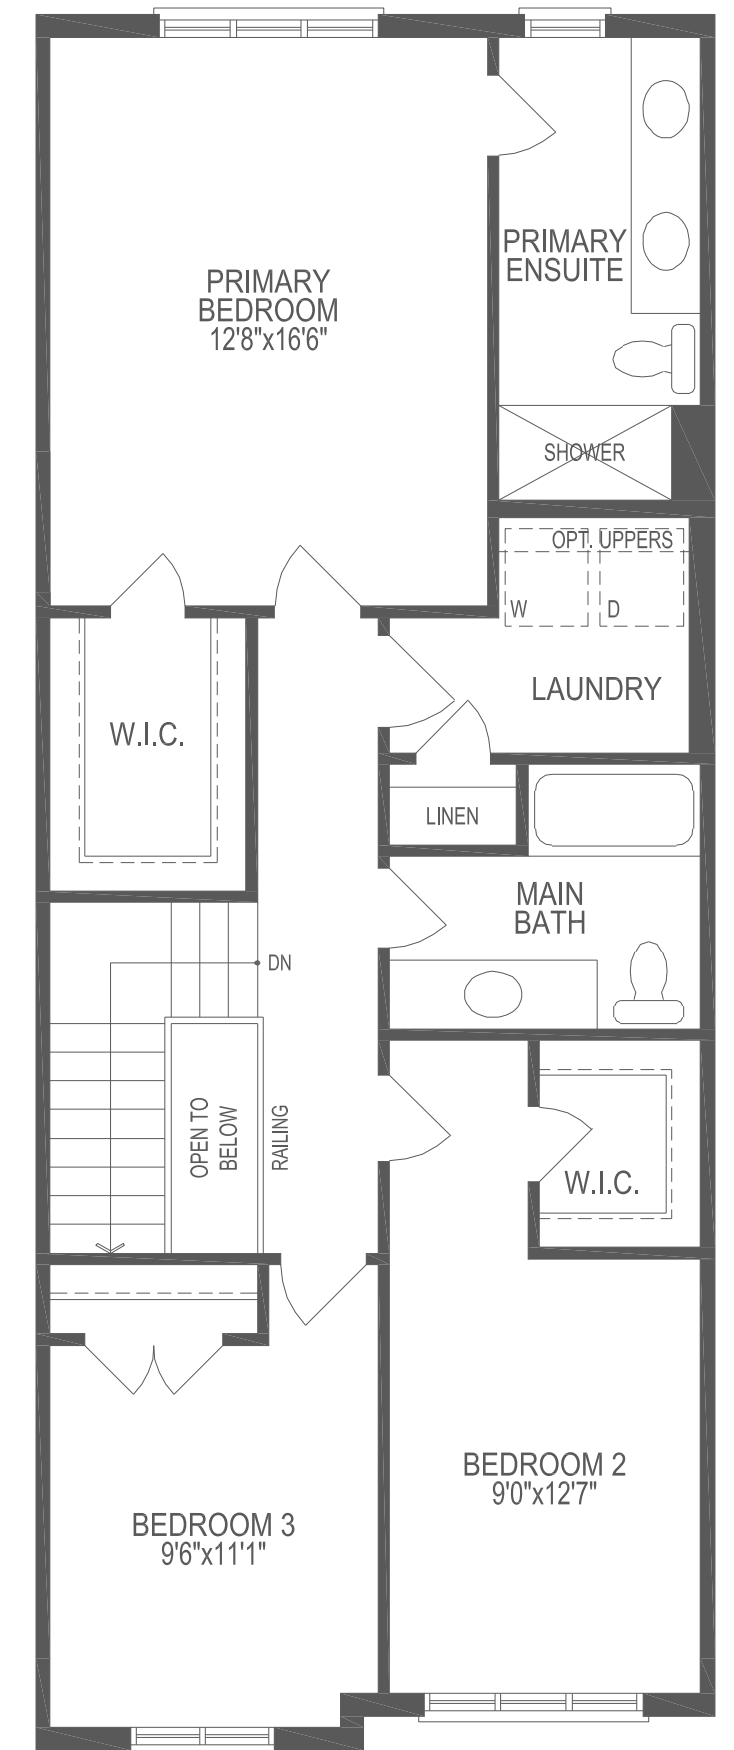 PRIMARY
BEDROOM
12'8"x16'6"
PRIMARY
ENSUITE
SHOWER
OPT. UPPERS
W
D
LAUNDRY
W.I.C.
LINEN
MAIN
BATH
DN
OPEN TO
BELOW
RAILING
W.I.C.
BEDROOM 2
9'0"x12'7"
BEDROOM 3
9'6"x11'1"